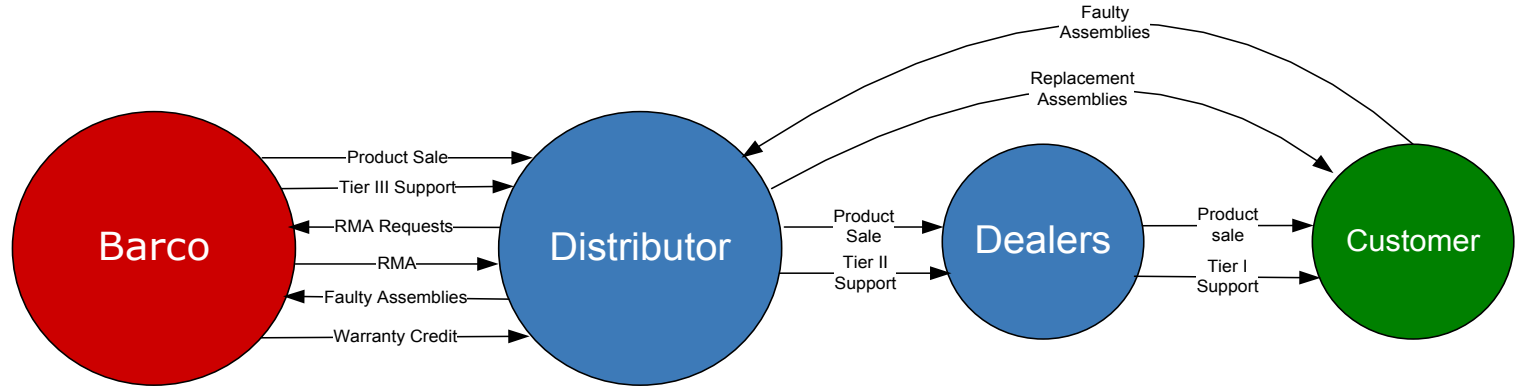 Faulty
Assemblies
Replacement
Assemblies
Product Sale
Tier III Support
RMA Requests
RMA
Faulty Assemblies
Warranty Credit
Barco
Distributor
Product
Sale
Tier II
Support
Dealers
Product
sale
Tier I
Support
Customer